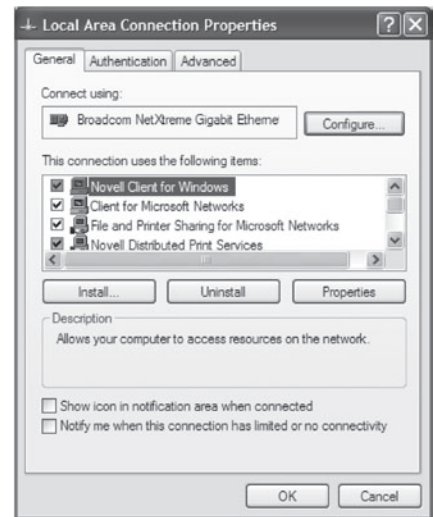 Local Area Connection Properties
General Authentication Advanced
Connect using:
Broadcom NetXtreme Gigabit Etherne Configure...
This connection uses the following items:
Novell Client for Windows
Client for Microsoft Networks
File and Printer Sharing for Microsoft Networks
Novell Distributed Print Services
Install... Uninstall Properties
Description
Allows your computer to access resources on the network.
Show icon in notification area when connected
Notify me when this connection has limited or no connectivity
OK Cancel